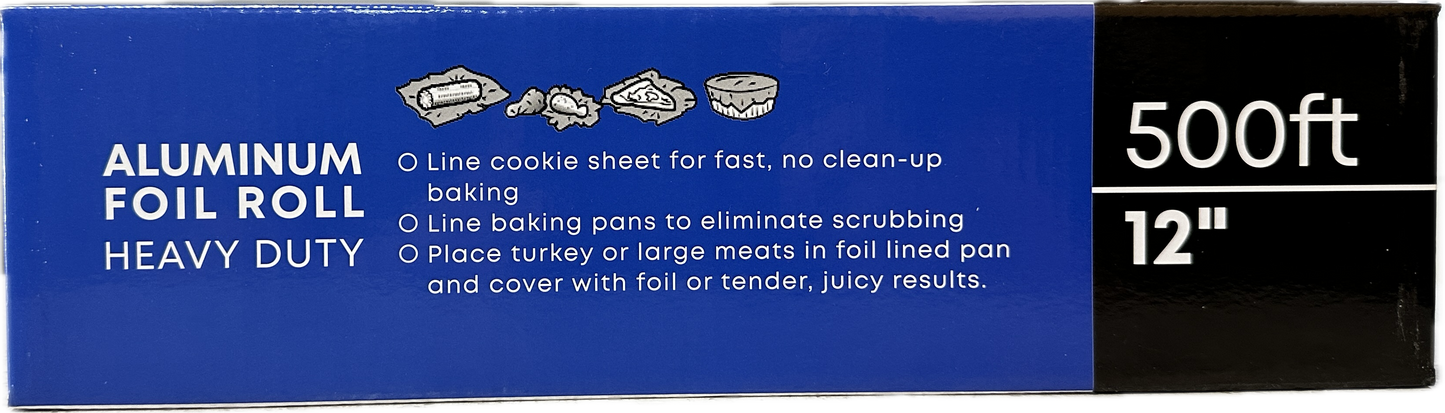 ALUMINUM
FOIL ROLL
HEAVY DUTY
O Line cookie sheet for fast, no clean-up
baking
O Line baking pans to eliminate scrubbing
O Place turkey or large meats in foil lined pan
and cover with foil or tender, juicy results.
500ft
12"